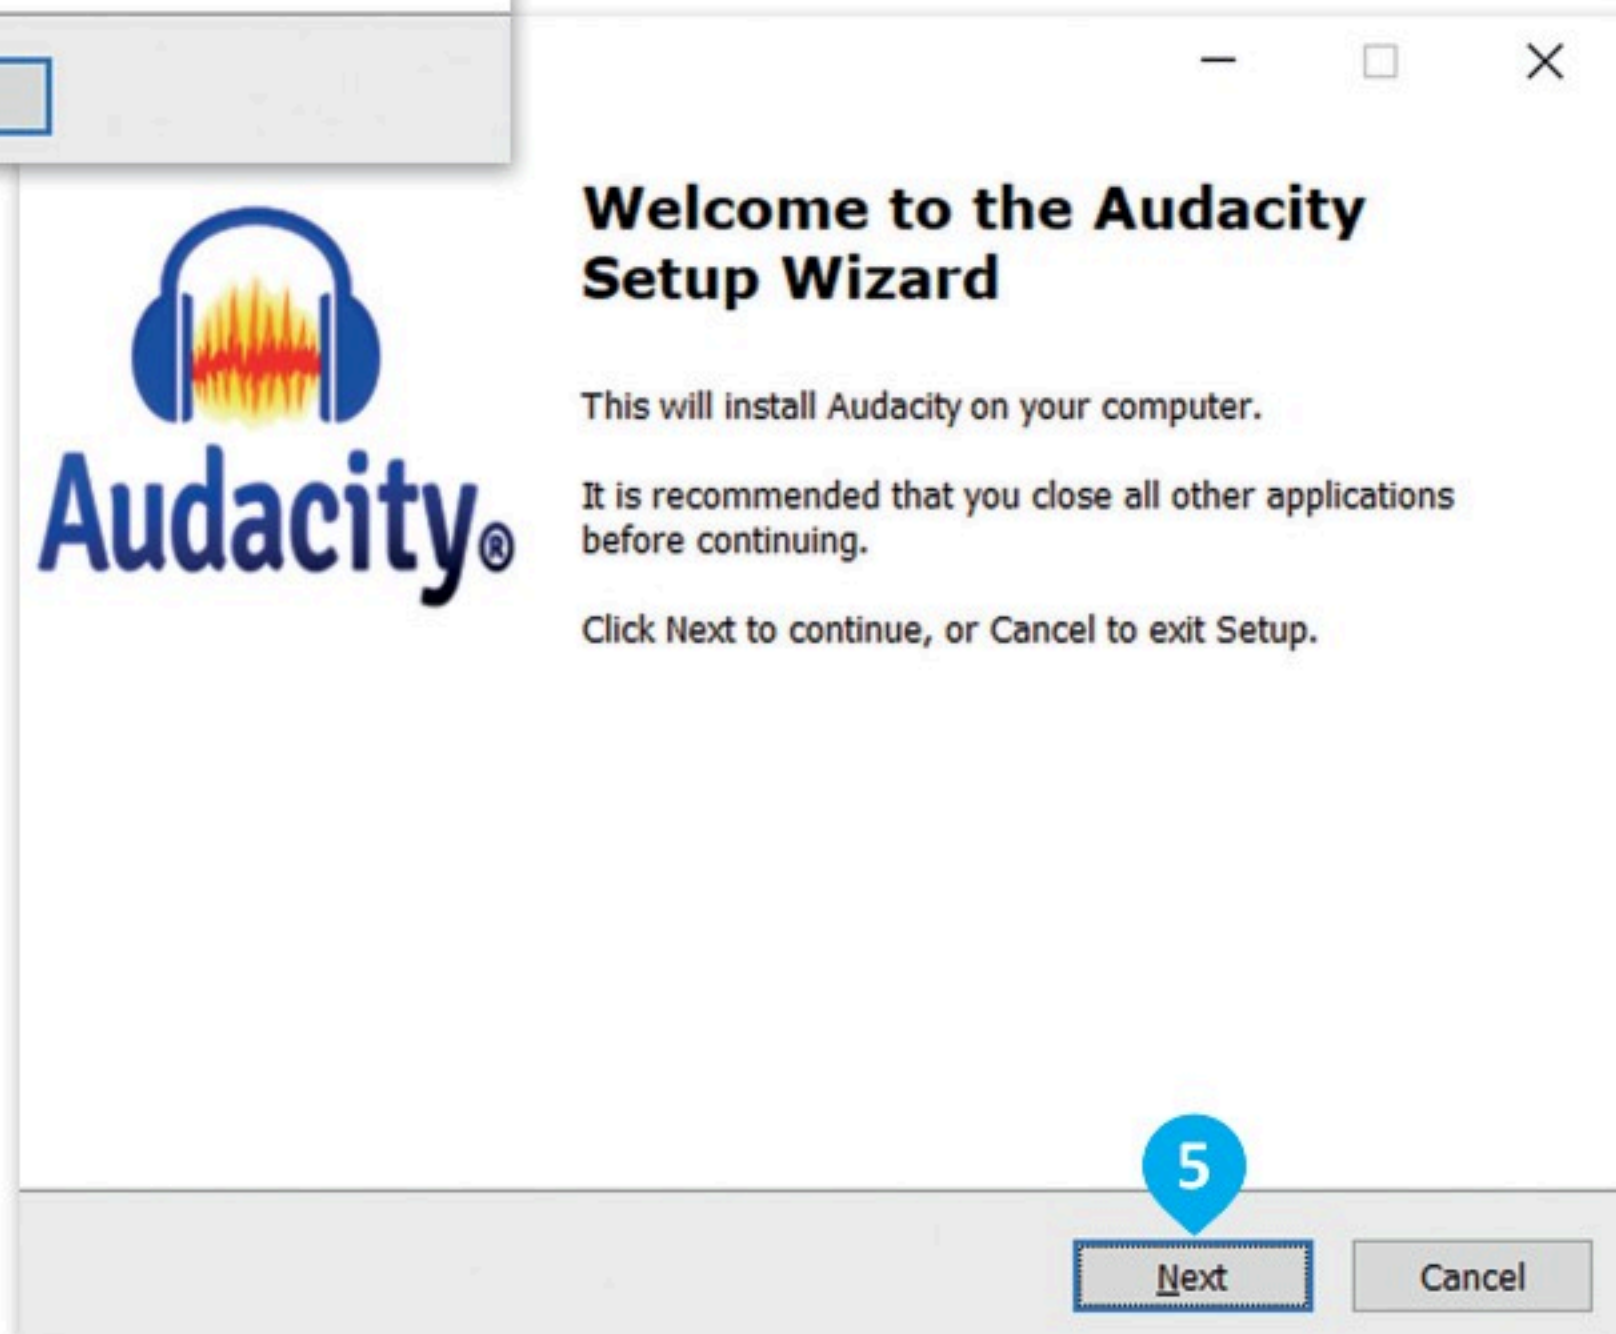 Welcome to the Audacity
Setup Wizard
This will install Audacity on your computer.
It is recommended that you close all other applications
before continuing.
Click Next to continue, or Cancel to exit Setup.
Audacity®
5
Next
Cancel